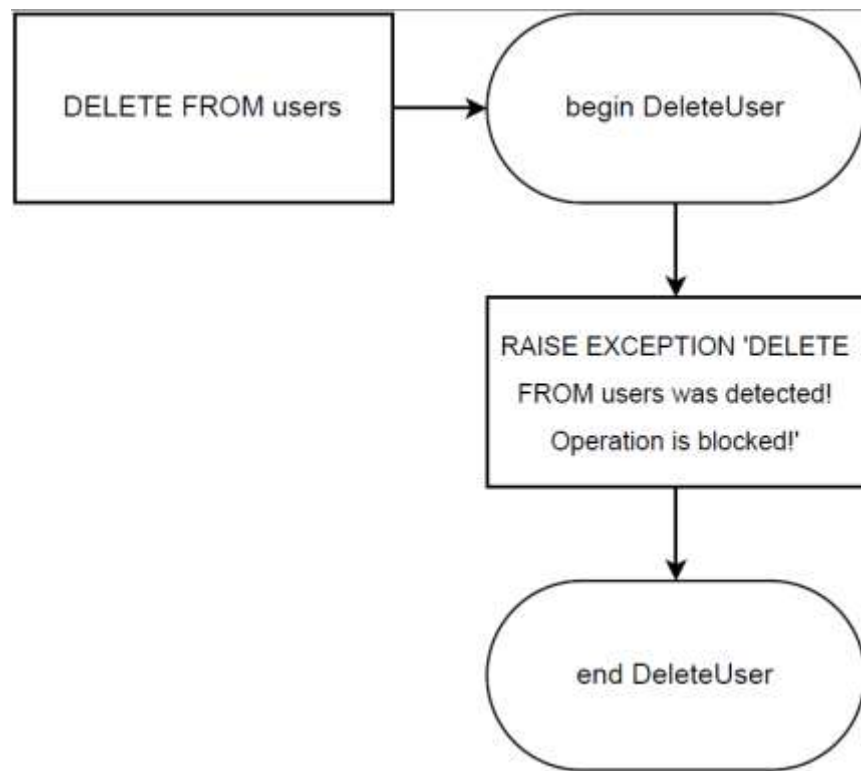 DELETE FROM users
begin DeleteUser
RAISE EXCEPTION 'DELETE
FROM users was detected!
Operation is blocked!'
end DeleteUser